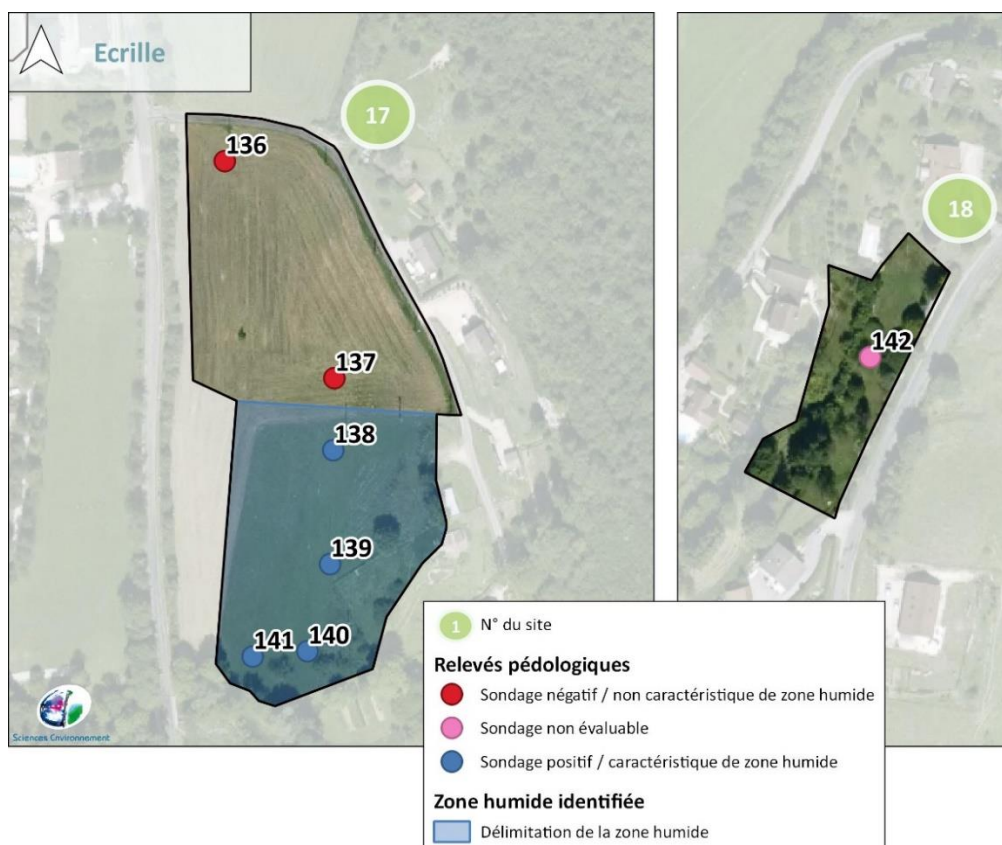 Ecrille
17
136
137
138
139
141
140
18
142
Sciences Environnement
1 N° du site
Relevés pédologiques
Sondage négatif / non caractéristique de zone humide
Sondage non évaluable
Sondage positif / caractéristique de zone humide
Zone humide identifiée
Délimitation de la zone humide